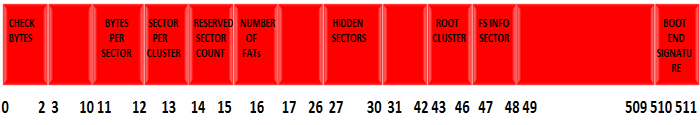 CHECK
BYTES
BYTES
PER
SECTOR
SECTOR
PER
CLUSTER
RESERVED
SECTOR
COUNT
NUMBER
OF
FATs
HIDDEN
SECTORS
ROOT
CLUSTER
FS INFO
SECTOR
BOOT
END
SIGNATU
RE
0 2 3 10 11 12 13 14 15 16 17 26 27 30 31 42 43 46 47 48 49 509 510 511